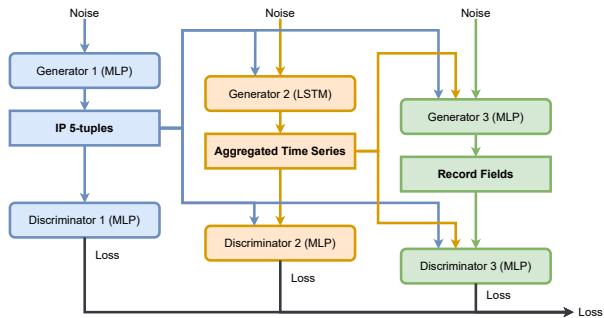 Noise
Noise
Noise
Generator 1 (MLP)
Generator 2 (LSTM)
Generator 3 (MLP)
IP 5-tuples
Aggregated Time Series
Record Fields
Discriminator 1 (MLP)
Discriminator 2 (MLP)
Discriminator 3 (MLP)
Loss
Loss
Loss
Loss